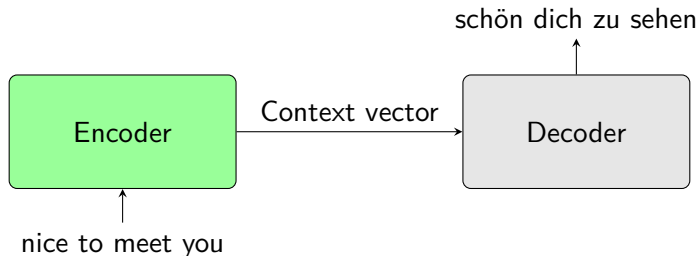 schön dich zu sehen
Encoder
Context vector
Decoder
nice to meet you